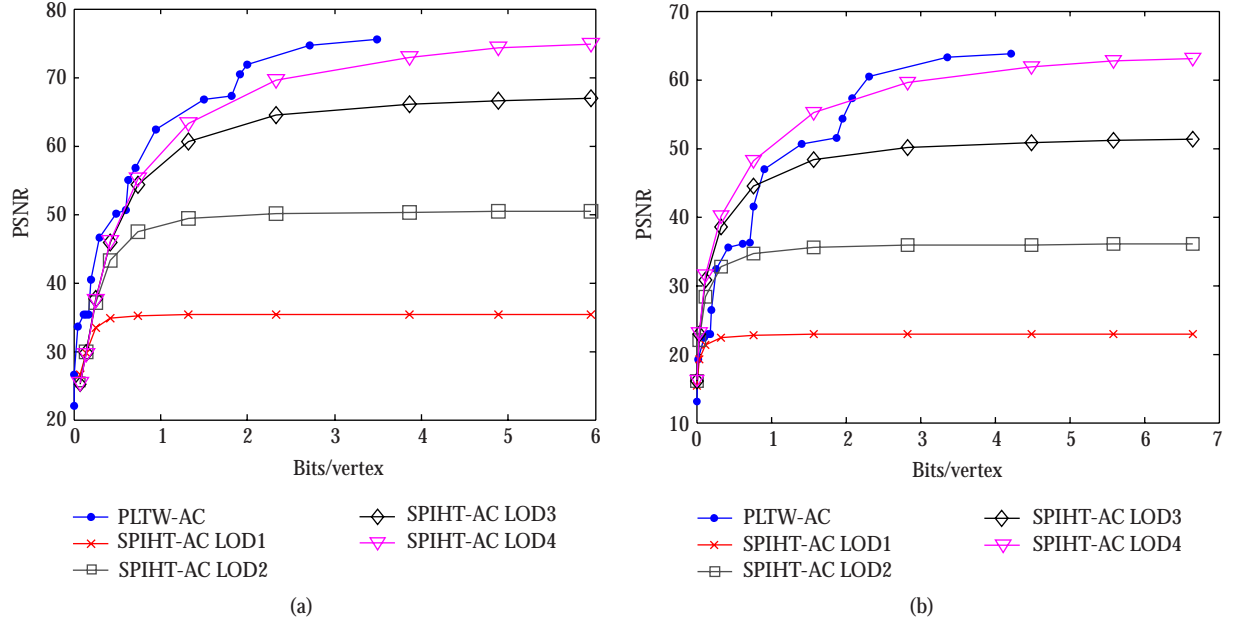 80
70
60
50
40
30
20
PSNR
0
1
2
3
4
5
6
Bits/vertex
PLTW-AC
SPIHT-AC LOD1
SPIHT-AC LOD2
SPIHT-AC LOD3
SPIHT-AC LOD4
(a)
70
60
50
40
30
20
10
PSNR
0
1
2
3
4
5
6
7
Bits/vertex
PLTW-AC
SPIHT-AC LOD1
SPIHT-AC LOD2
SPIHT-AC LOD3
SPIHT-AC LOD4
(b)